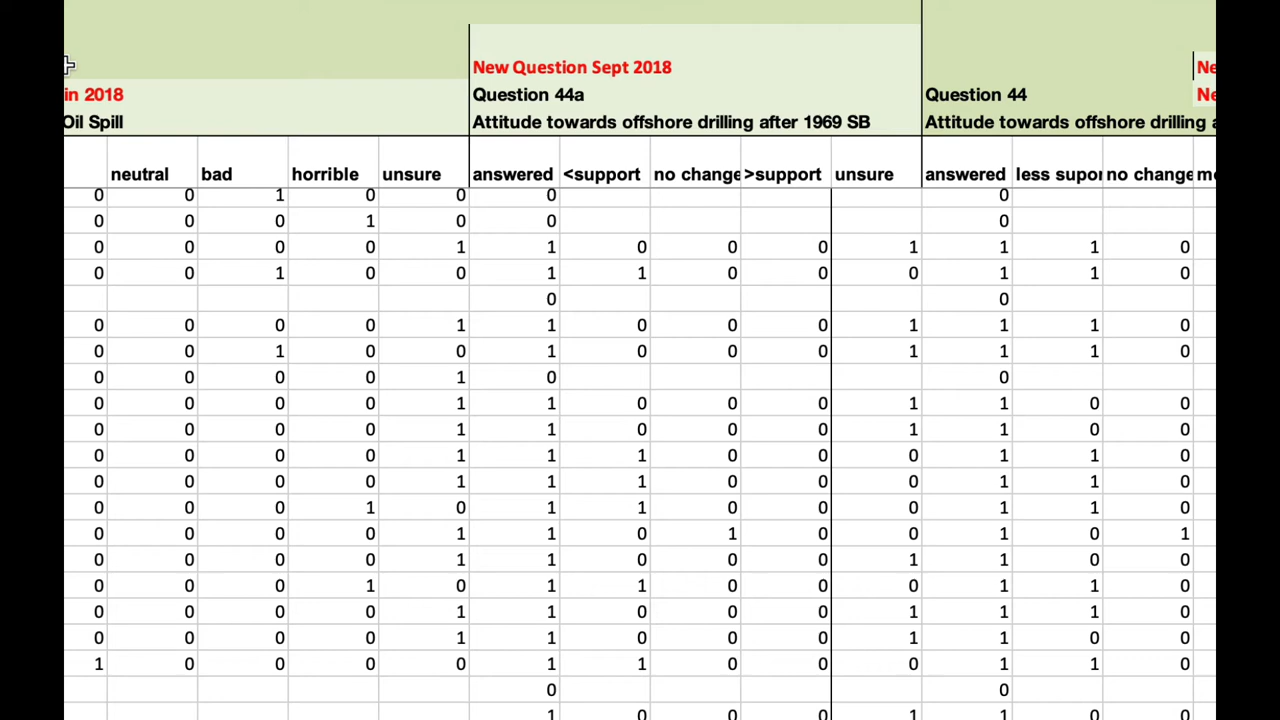 New Question Sept 2018
in 2018 Question 44a Question 44
Oil Spill Attitude towards offshore drilling after 1969 SB Attitude towards offshore drilling
neutral bad horrible unsure answered <support no change >support unsure answered less supor no change
0 0 1 0 0 0 0
0 0 0 1 0 0 0
0 0 0 0 1 1 0 0 0 1 1 1 0
0 0 1 0 0 1 1 0 0 0 1 1 0
0 0
0 0 0 0 1 1 0 0 0 1 1 1 0
0 0 1 0 0 1 0 0 0 1 1 1 0
0 0 0 0 1 0 0
0 0 0 0 1 1 0 0 0 1 1 0 0
0 0 0 0 1 1 0 0 0 1 1 0 0
0 0 0 0 1 1 1 0 0 0 1 1 0
0 0 0 0 1 1 1 0 0 0 1 1 0
0 0 0 1 0 1 1 0 0 0 1 1 0
0 0 0 0 1 1 0 1 0 0 1 0 1
0 0 0 0 1 1 0 0 0 1 1 0 0
0 0 0 1 0 1 1 0 0 0 1 1 0
0 0 0 0 1 1 0 0 0 1 1 1 0
0 0 0 0 1 1 0 0 0 1 1 0 0
1 0 0 0 0 1 1 0 0 0 1 1 0
0 0
1 0 0 0 1 1 0 0